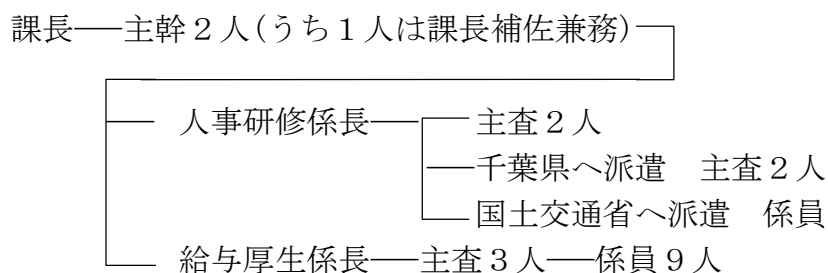 課長――主幹２人(うち１人は課長補佐兼務)
人事研修係長――主査２人
千葉県へ派遣　主査２人
国土交通省へ派遣　係員
給与厚生係長――主査３人――係員９人